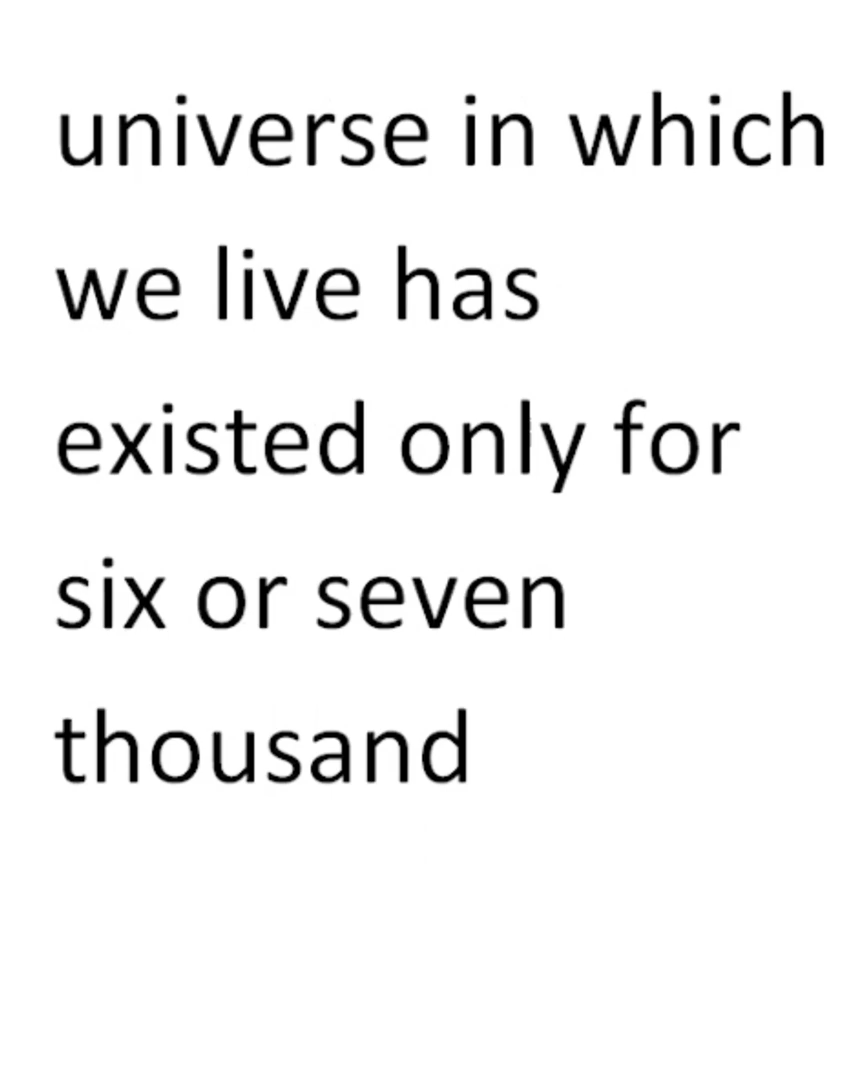 universe in which
we live has
existed only for
six or seven
thousand